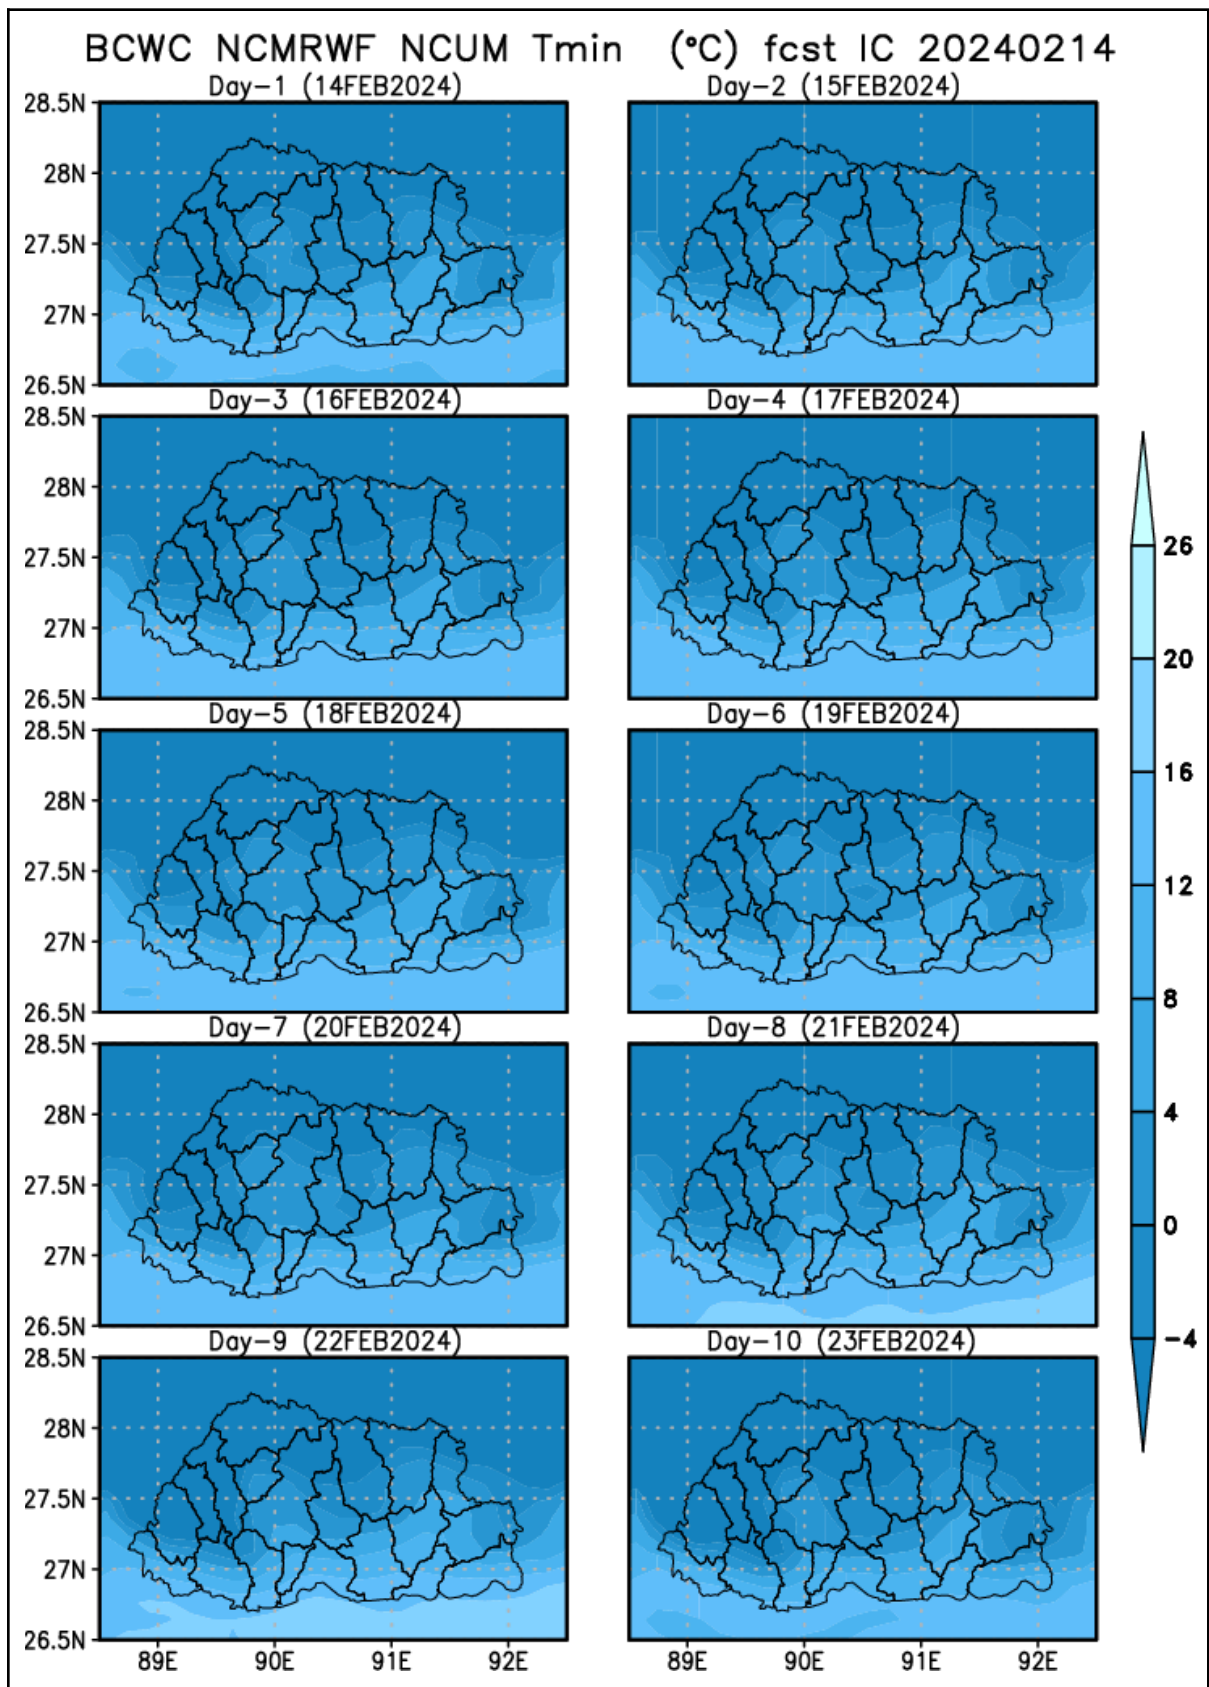 BCWC NCMRWF NCUM Tmin (°C) fcst IC 20240214
Day-1 (14FEB2024) Day-2 (15FEB2024)
28.5N
28N
27.5N
27N
26.5N
Day-3 (16FEB2024) Day-4 (17FEB2024)
28.5N
28N
27.5N
27N
26.5N
Day-5 (18FEB2024) Day-6 (19FEB2024)
28.5N
28N
27.5N
27N
26.5N
Day-7 (20FEB2024) Day-8 (21FEB2024)
28.5N
28N
27.5N
27N
26.5N
Day-9 (22FEB2024) Day-10 (23FEB2024)
28.5N
28N
27.5N
27N
26.5N
89E 90E 91E 92E 89E 90E 91E 92E
26
20
16
12
8
4
0
-4